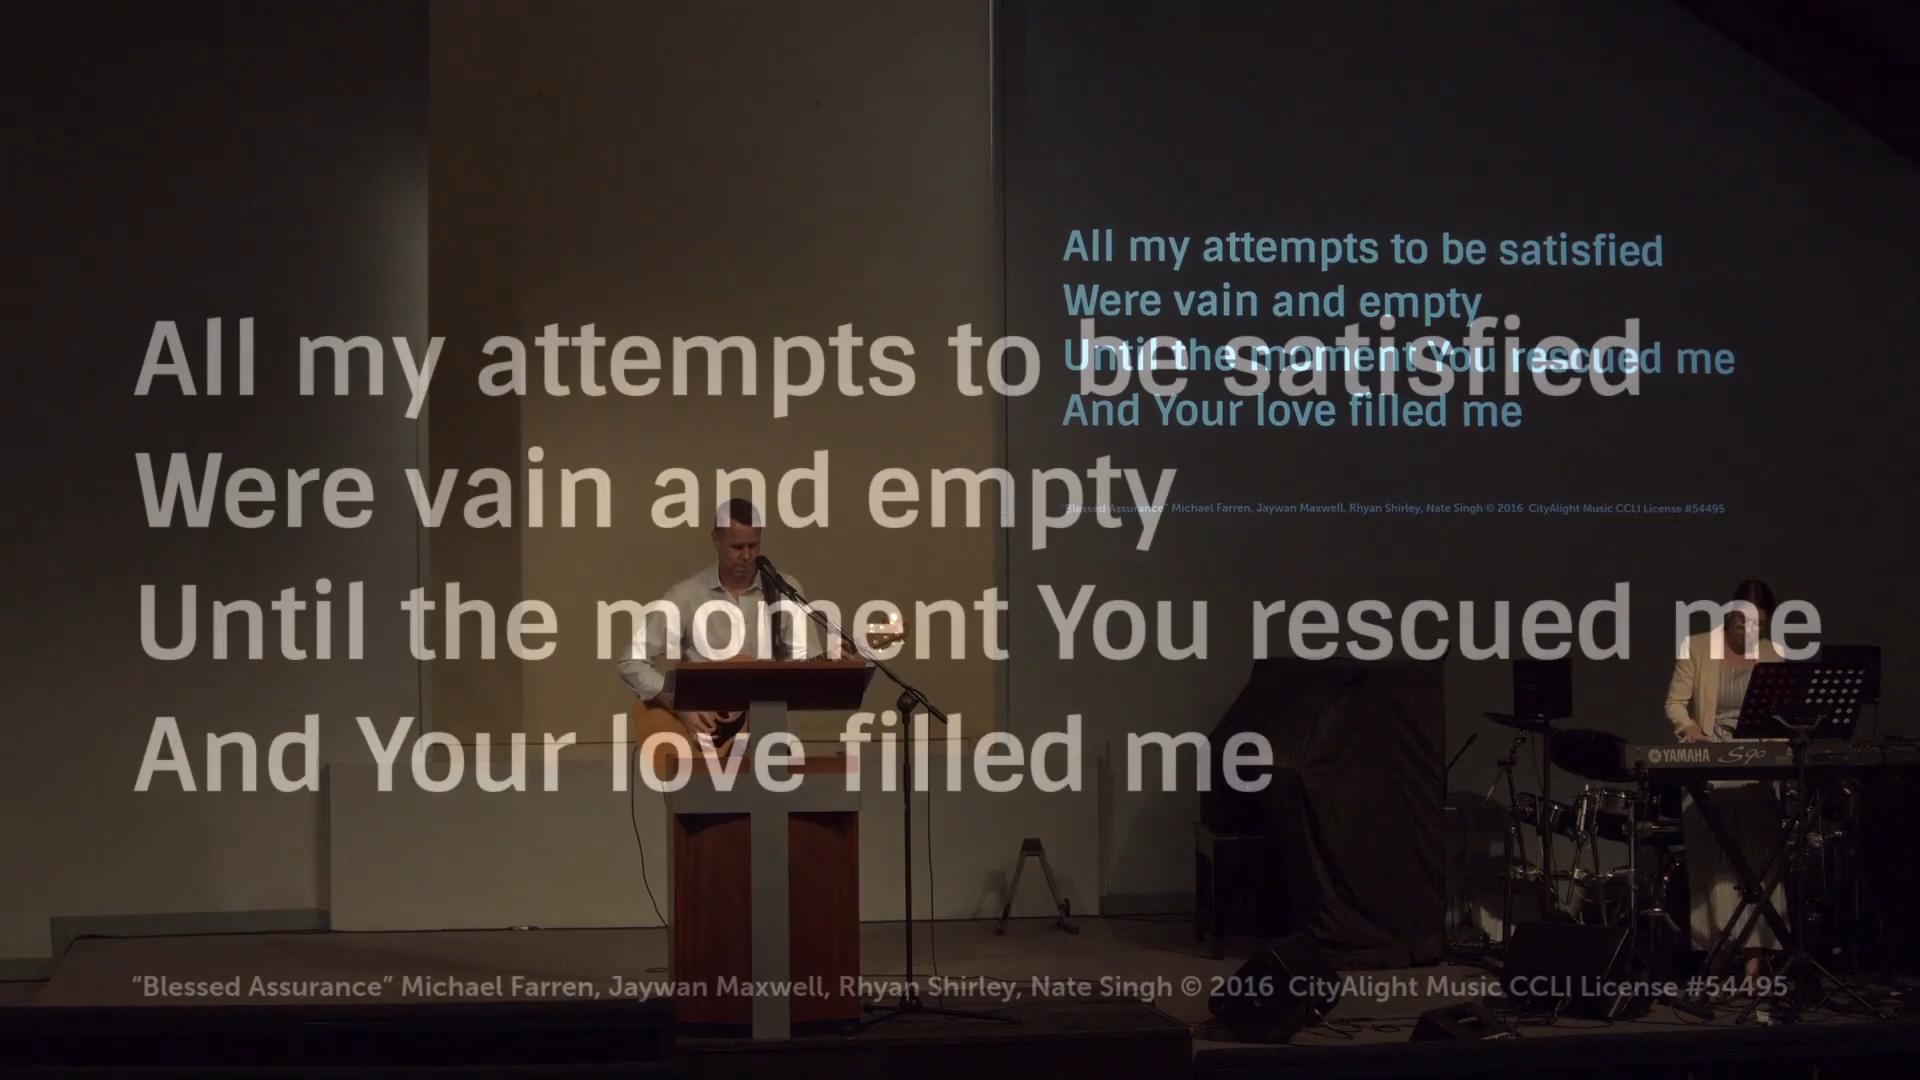 All my attempts to be satisfied
Were vain and empty
Until the moment You rescued me
And Your love filled me
"Blessed Assurance" Michael Farren, Jaywan Maxwell, Rhyan Shirley, Nate Singh © 2016 CityAlight Music CCLI License #54495
All my attempts to be satisfied
Were vain and empty
Until the moment You rescued me
And Your love filled me
“Blessed Assurance” Michael Farren, Jaywan Maxwell, Rhyan Shirley, Nate Singh © 2016 CityAlight Music CCLI License #54495
YAMAHA S90